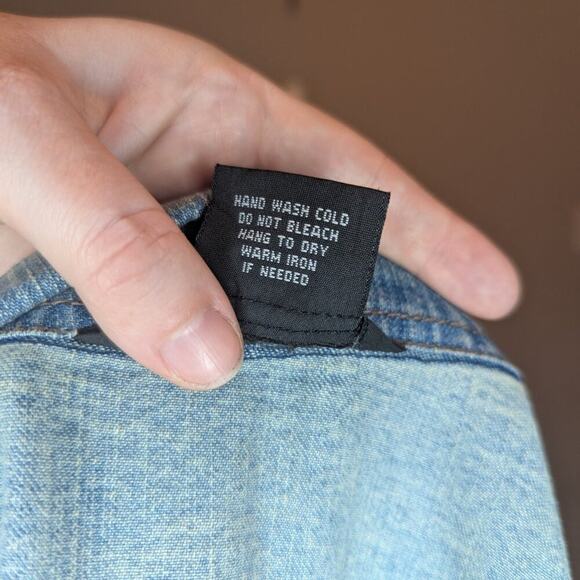 HAND WASH COLD
DO NOT BLEACH
HANG TO DRY
WARM IRON
IF NEEDED